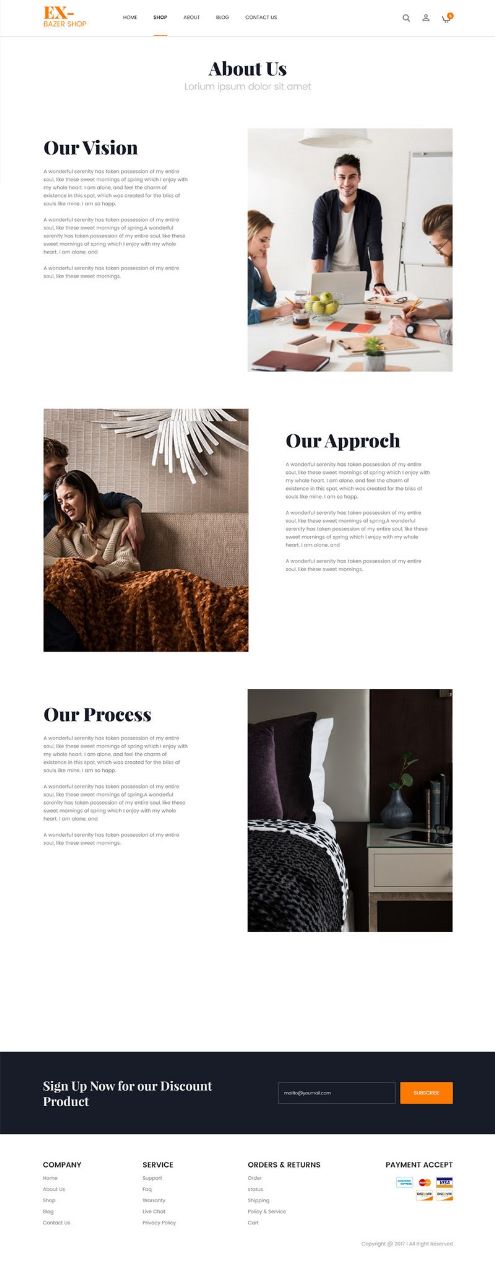 EX-
BAZER SHOP
HOME SHOP ABOUT BLOG CONTACT US
About Us
Lorium ipsum dolor sit amet
Our Vision
A wonderful serenity has taken possession of my entire
soul, like these sweet mornings of spring which I enjoy with
my whole heart. I am alone, and feel the charm of
existence in this spot, which was created for the bliss of
souls like mine. I am so happ.
A wonderful serenity has taken possession of my entire
soul, like these sweet mornings of spring.A wonderful
serenity has taken possession of my entire soul, like these
sweet mornings of spring which I enjoy with my whole
heart. I am alone, and
A wonderful serenity has taken possession of my entire
soul, like these sweet mornings.
Our Approch
A wonderful serenity has taken possession of my entire
soul, like these sweet mornings of spring which I enjoy with
my whole heart. I am alone, and feel the charm of
existence in this spot, which was created for the bliss of
souls like mine. I am so happ.
A wonderful serenity has taken possession of my entire
soul, like these sweet mornings of spring.A wonderful
serenity has taken possession of my entire soul, like these
sweet mornings of spring which I enjoy with my whole
heart. I am alone, and
A wonderful serenity has taken possession of my entire
soul, like these sweet mornings.
Our Process
A wonderful serenity has taken possession of my entire
soul, like these sweet mornings of spring which I enjoy with
my whole heart. I am alone, and feel the charm of
existence in this spot, which was created for the bliss of
souls like mine. I am so happ.
A wonderful serenity has taken possession of my entire
soul, like these sweet mornings of spring.A wonderful
serenity has taken possession of my entire soul, like these
sweet mornings of spring which I enjoy with my whole
heart. I am alone, and
A wonderful serenity has taken possession of my entire
soul, like these sweet mornings.
Sign Up Now for our Discount
Product
mailto@yourmail.com
SUBSCREE
COMPANY SERVICE ORDERS & RETURNS PAYMENT ACCEPT
Home Support Order
About Us Faq status
Shop Warranty Shipping
Blog Live Chat Policy & Service
Contact Us Privacy Policy Cart
VISA
DISCOVER DISCOVER
Copyright @ 2017 I All Right Reserved